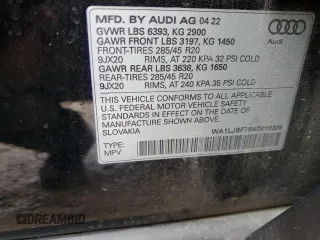 MFD. BY AUDI AG 04 22
GVWR LBS 6393, KG 2900
GAWR FRONT LBS 3197, KG 1450
FRONT-TIRES 285/45 R20
9JX20 RIMS, AT 220 KPA 32 PSI COLD
GAWR REAR LBS 3638, KG 1650
REAR-TIRES 285/45 R20
9JX20 RIMS, AT 240 KPA 35 PSI COLD
THIS VEHICLE CONFORMS TO ALL APPLICABLE
U.S. FEDERAL MOTOR VEHICLE SAFETY
STANDARDS IN EFFECT ON THE DATE OF
MANUFACTURE SHOWN ABOVE.
SLOVAKIA
TYPE:
MPV
Audi
DREAMBID